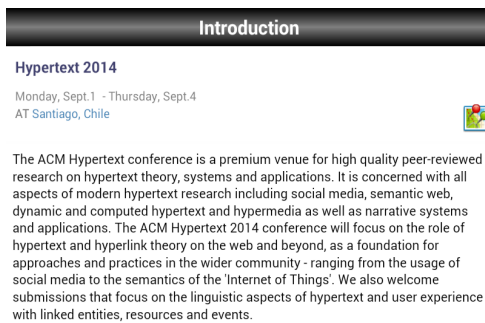 Introduction
Hypertext 2014
Monday, Sept.1 - Thursday, Sept.4
AT Santiago, Chile
The ACM Hypertext conference is a premium venue for high quality peer-reviewed
research on hypertext theory, systems and applications. It is concerned with all
aspects of modern hypertext research including social media, semantic web,
dynamic and computed hypertext and hypermedia as well as narrative systems
and applications. The ACM Hypertext 2014 conference will focus on the role of
hypertext and hyperlink theory on the web and beyond, as a foundation for
approaches and practices in the wider community - ranging from the usage of
social media to the semantics of the 'Internet of Things'. We also welcome
submissions that focus on the linguistic aspects of hypertext and user experience
with linked entities, resources and events.